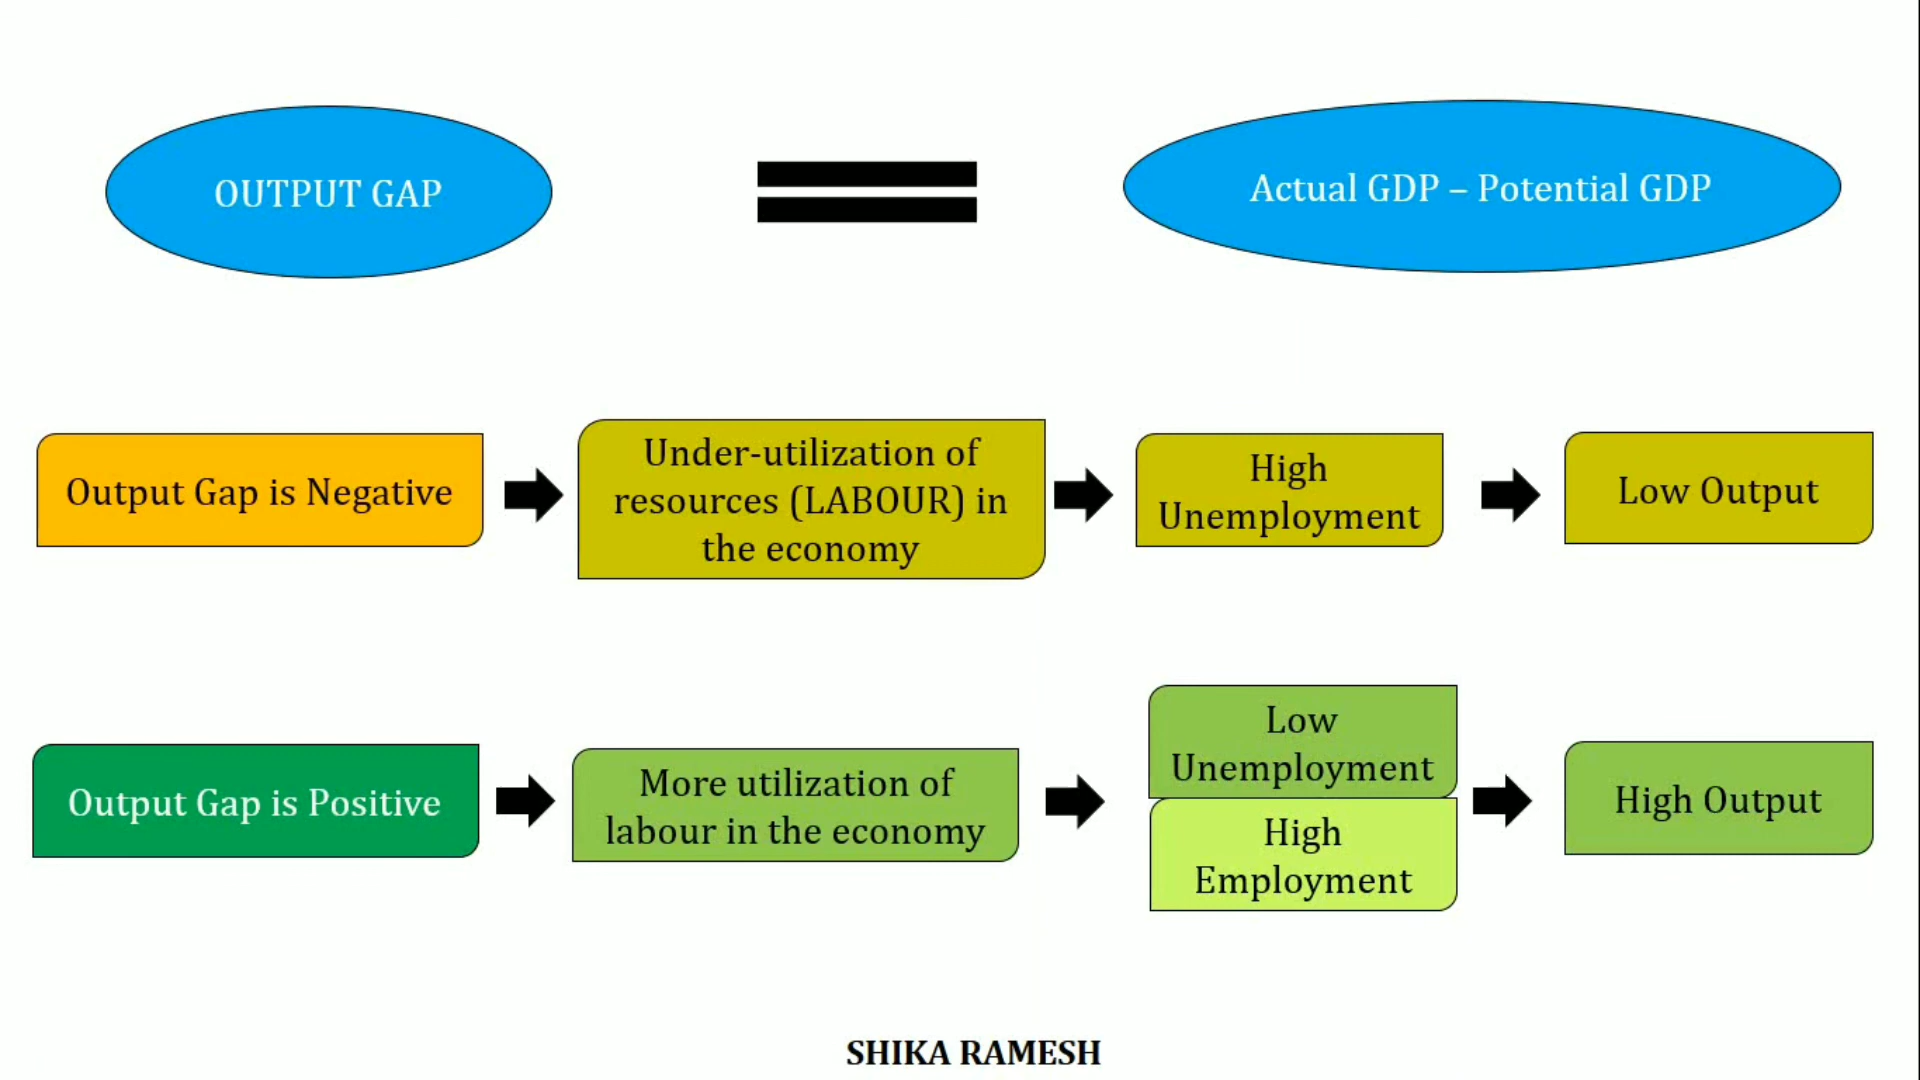 OUTPUT GAP
Actual GDP – Potential GDP
Output Gap is Negative
Under-utilization of
resources (LABOUR) in
the economy
High
Unemployment
Low Output
Output Gap is Positive
More utilization of
labour in the economy
Low
Unemployment
High
Employment
High Output
SHIKA RAMESH